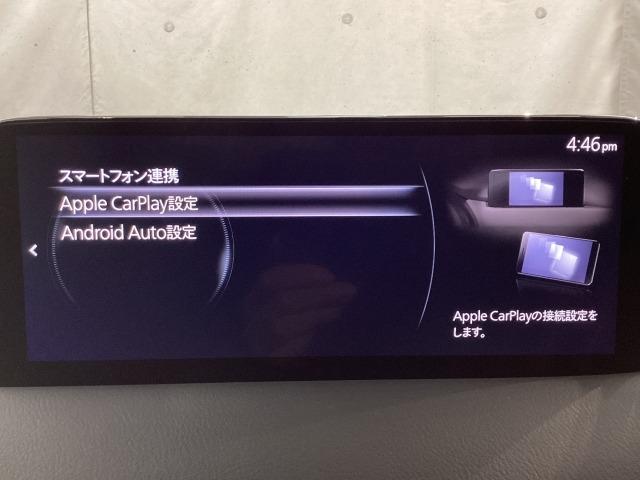 4:46pm
スマートフォン連携
Apple CarPlay設定
Android Auto設定
Apple CarPlayの接続設定を
します。